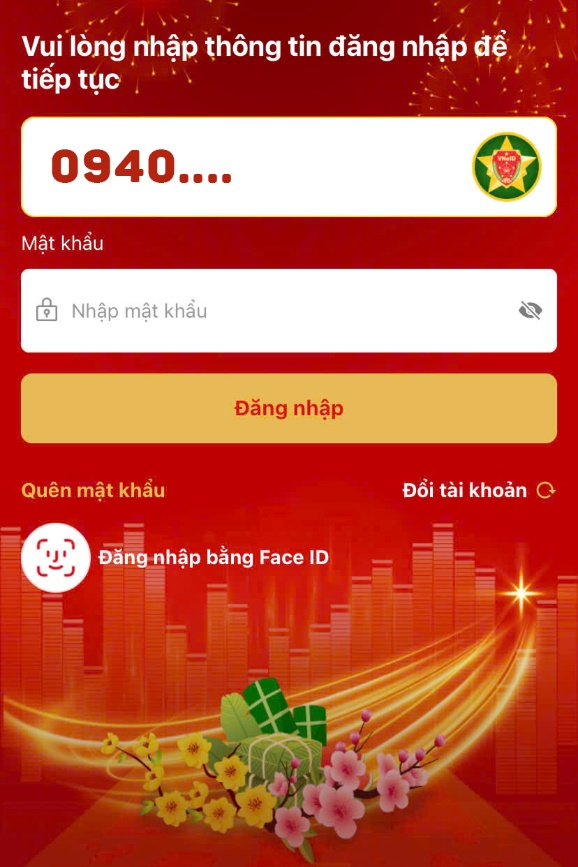 Vui lòng nhập thông tin đăng nhập để
tiếp tục
0940....
VNeID
Mật khẩu
Nhập mật khẩu
Đăng nhập
Quên mật khẩu
Đổi tài khoản
Đăng nhập bằng Face ID